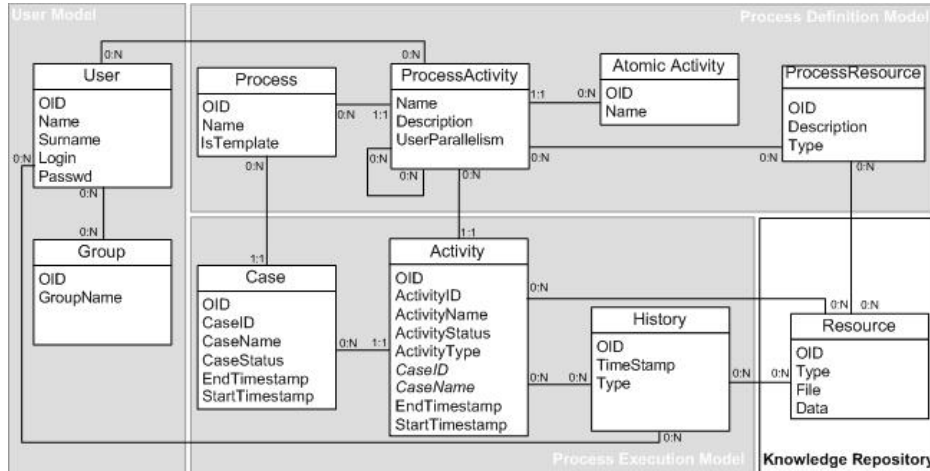 User Model
Process Definition Model
0:N
0:N
User
OID
Name
Surname
Login
Passwd
Process
OID
Name
IsTemplate
ProcessActivity
Name
Description
UserParallelism
Atomic Activity
OID
Name
ProcessResource
OID
Description
Type
0:N
1:1
1:1
0:N
0:N
0:N
0:N
0:N
0:N
0:N
0:N
0:N
0:N
0:N
0:N
Group
OID
GroupName
1:1
1:1
Case
OID
CaseID
CaseName
CaseStatus
EndTimestamp
StartTimestamp
0:N
1:1
Activity
OID
ActivityID
ActivityName
ActivityStatus
ActivityType
CaseID
CaseName
EndTimestamp
StartTimestamp
0:N
0:N
0:N
History
OID
TimeStamp
Type
0:N
0:N
0:N
0:N
0:N
Resource
OID
Type
File
Data
0:N
Process Execution Model
Knowledge Repository